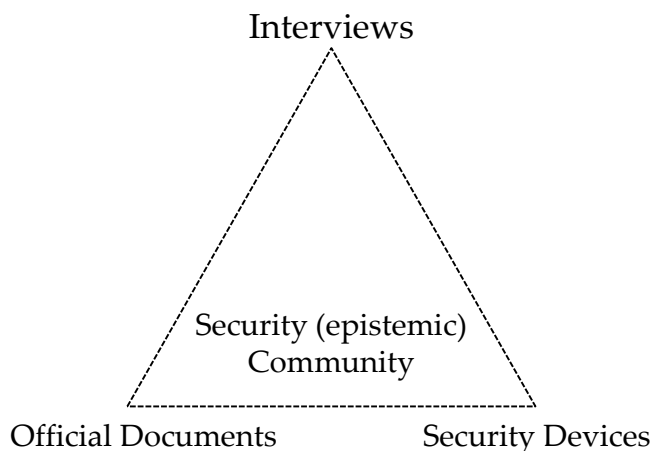 Interviews
Security (epistemic)
Community
Official Documents
Security Devices